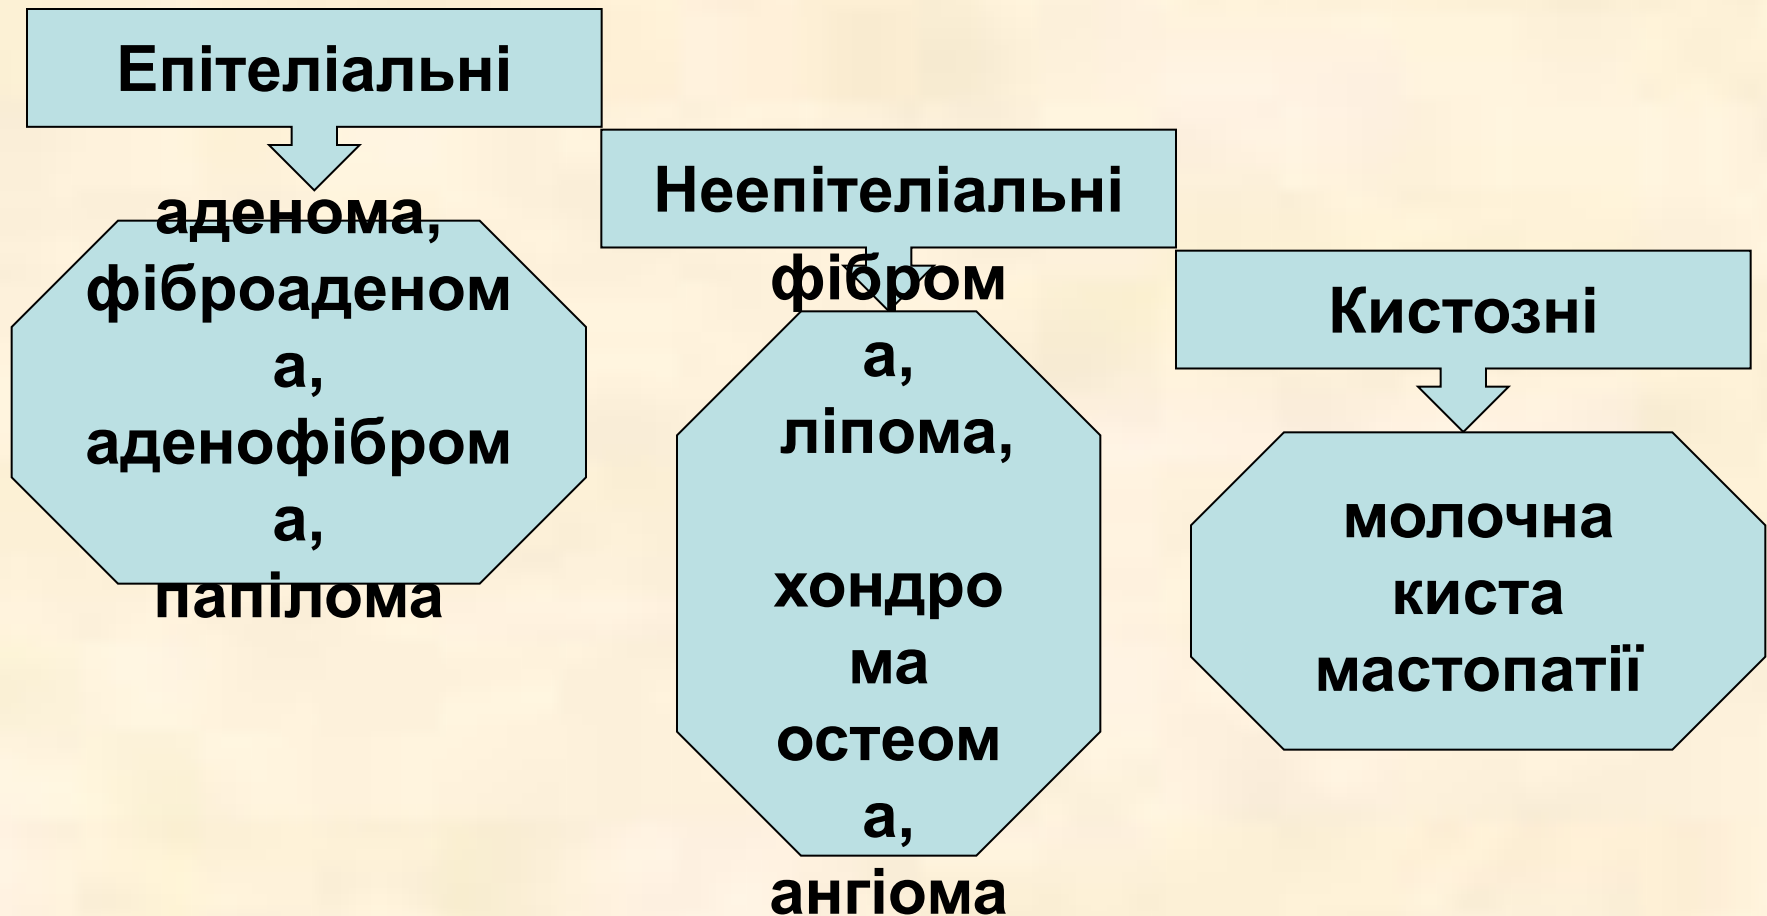 Епітеліальні
аденома,
фіброаденом
а,
аденофібром
а,
папілома
Неепітеліальні
фібром
а,
ліпома,
хондро
ма
остеом
а,
ангіома
Кистозні
молочна
киста
мастопатії